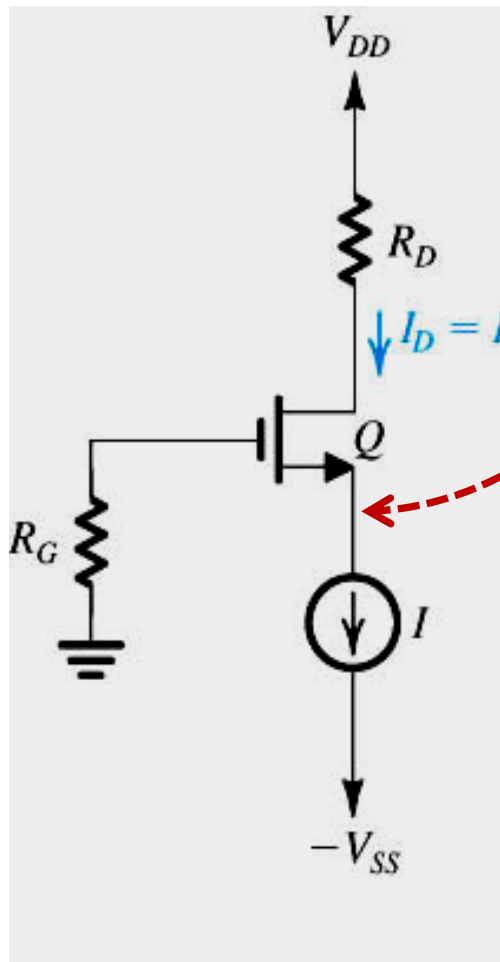 V_DD
R_D
I_D = I
Q
R_G
I
-V_SS